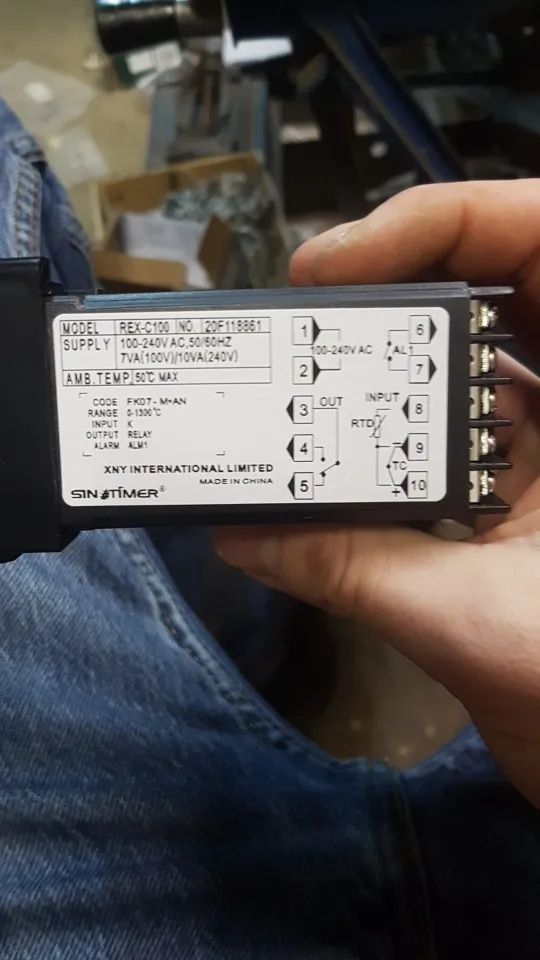 MODEL REX-C100 NO 20F118861
SUPPLY 100-240V AC,50/60HZ
7VA(100V)/10VA(240V)
AMB.TEMP 50℃ MAX
CODE FK07-M*AN
RANGE 0-1300℃
INPUT K
OUTPUT RELAY
ALARM ALM1
XNY INTERNATIONAL LIMITED
MADE IN CHINA
SINOTIMER®
1
2
100-240V AC
3 OUT
4
5
6
AL1
7
INPUT 8
RTD
9
TC
+ 10